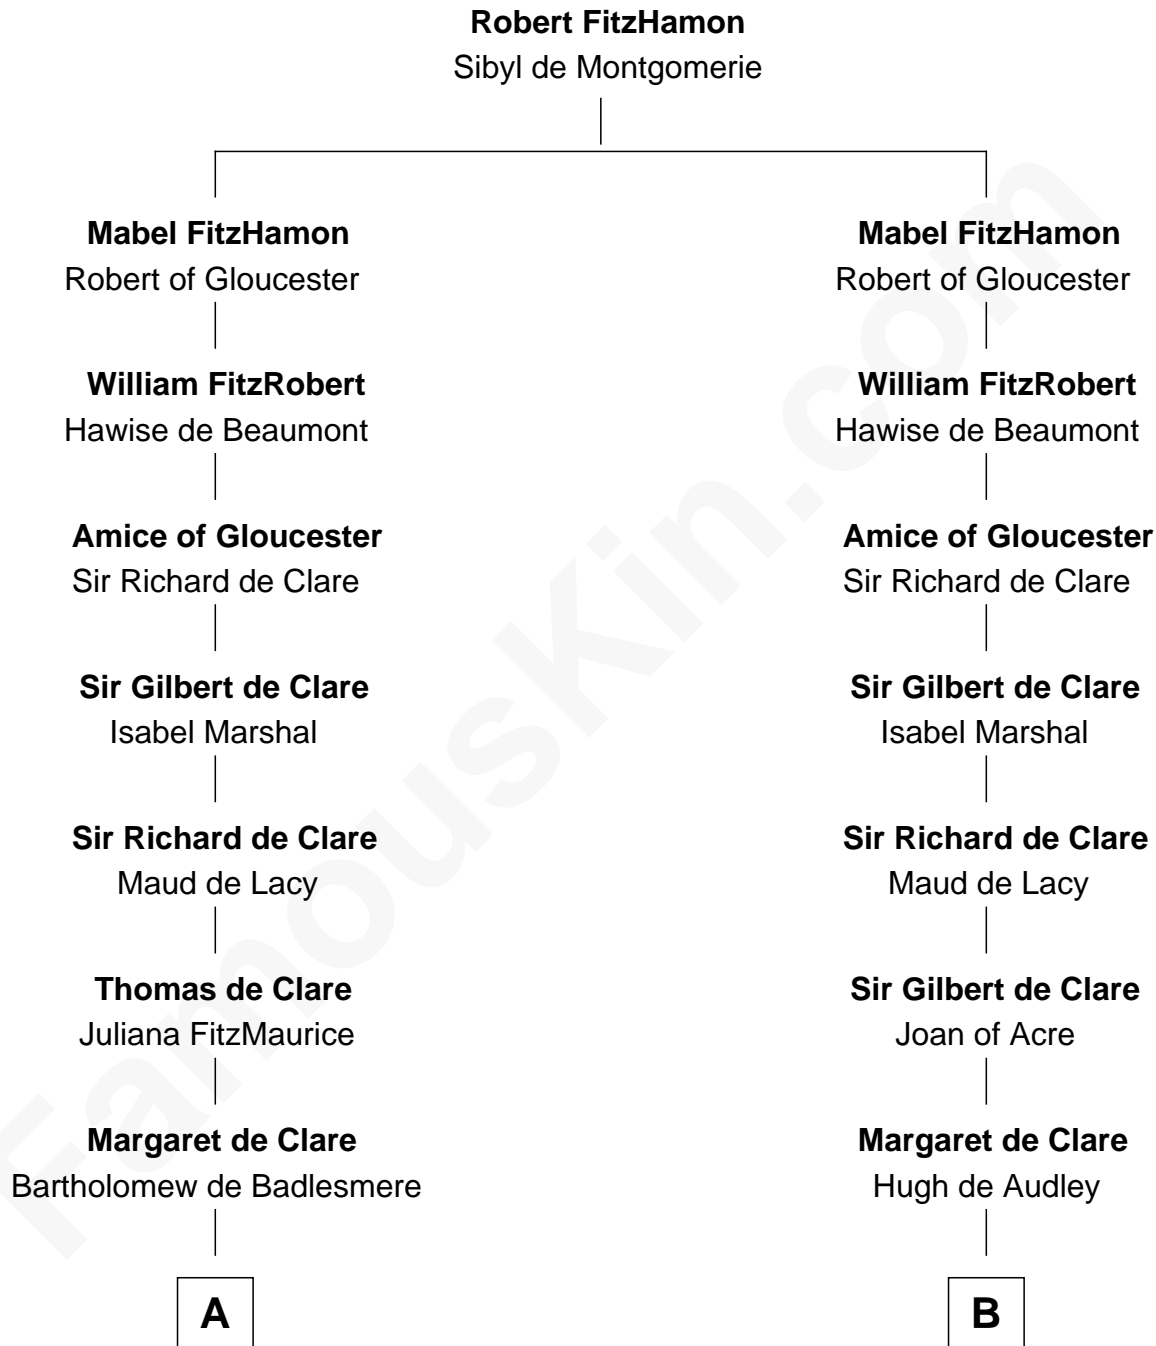 Robert FitzHamon
Sibyl de Montgomerie
Mabel FitzHamon
Robert of Gloucester
William FitzRobert
Hawise de Beaumont
Amice of Gloucester
Sir Richard de Clare
Sir Gilbert de Clare
Isabel Marshal
Sir Richard de Clare
Maud de Lacy
Thomas de Clare
Juliana FitzMaurice
Margaret de Clare
Bartholomew de Badlesmere
A
Mabel FitzHamon
Robert of Gloucester
William FitzRobert
Hawise de Beaumont
Amice of Gloucester
Sir Richard de Clare
Sir Gilbert de Clare
Isabel Marshal
Sir Richard de Clare
Maud de Lacy
Sir Gilbert de Clare
Joan of Acre
Margaret de Clare
Hugh de Audley
B
FamousKin.com